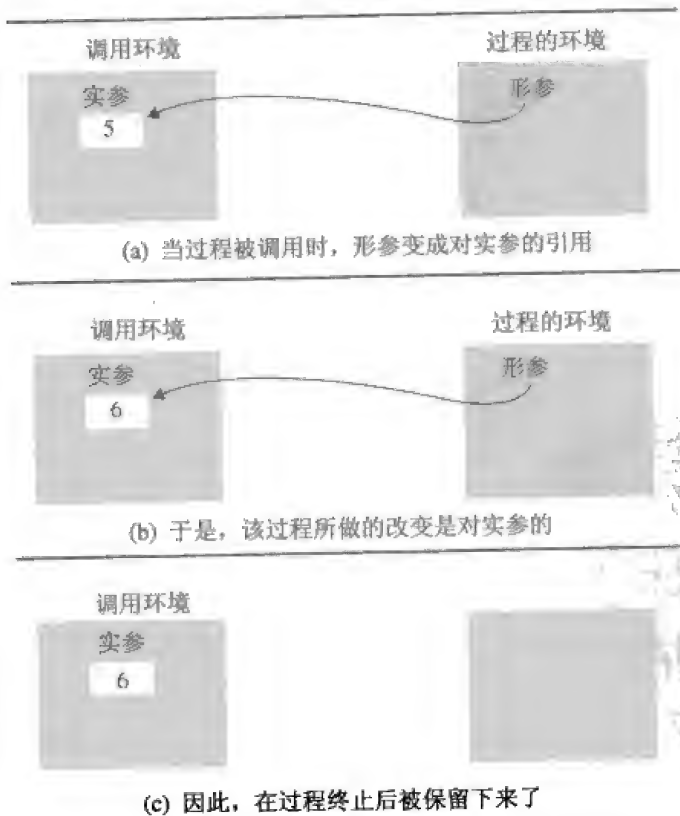 调用环境 过程的环境
实参 形参
5
(a) 当过程被调用时，形参变成对实参的引用
调用环境 过程的环境
实参 形参
6
(b) 于是，该过程所做的改变是对实参的
调用环境
实参
6
(c) 因此，在过程终止后被保留下来了